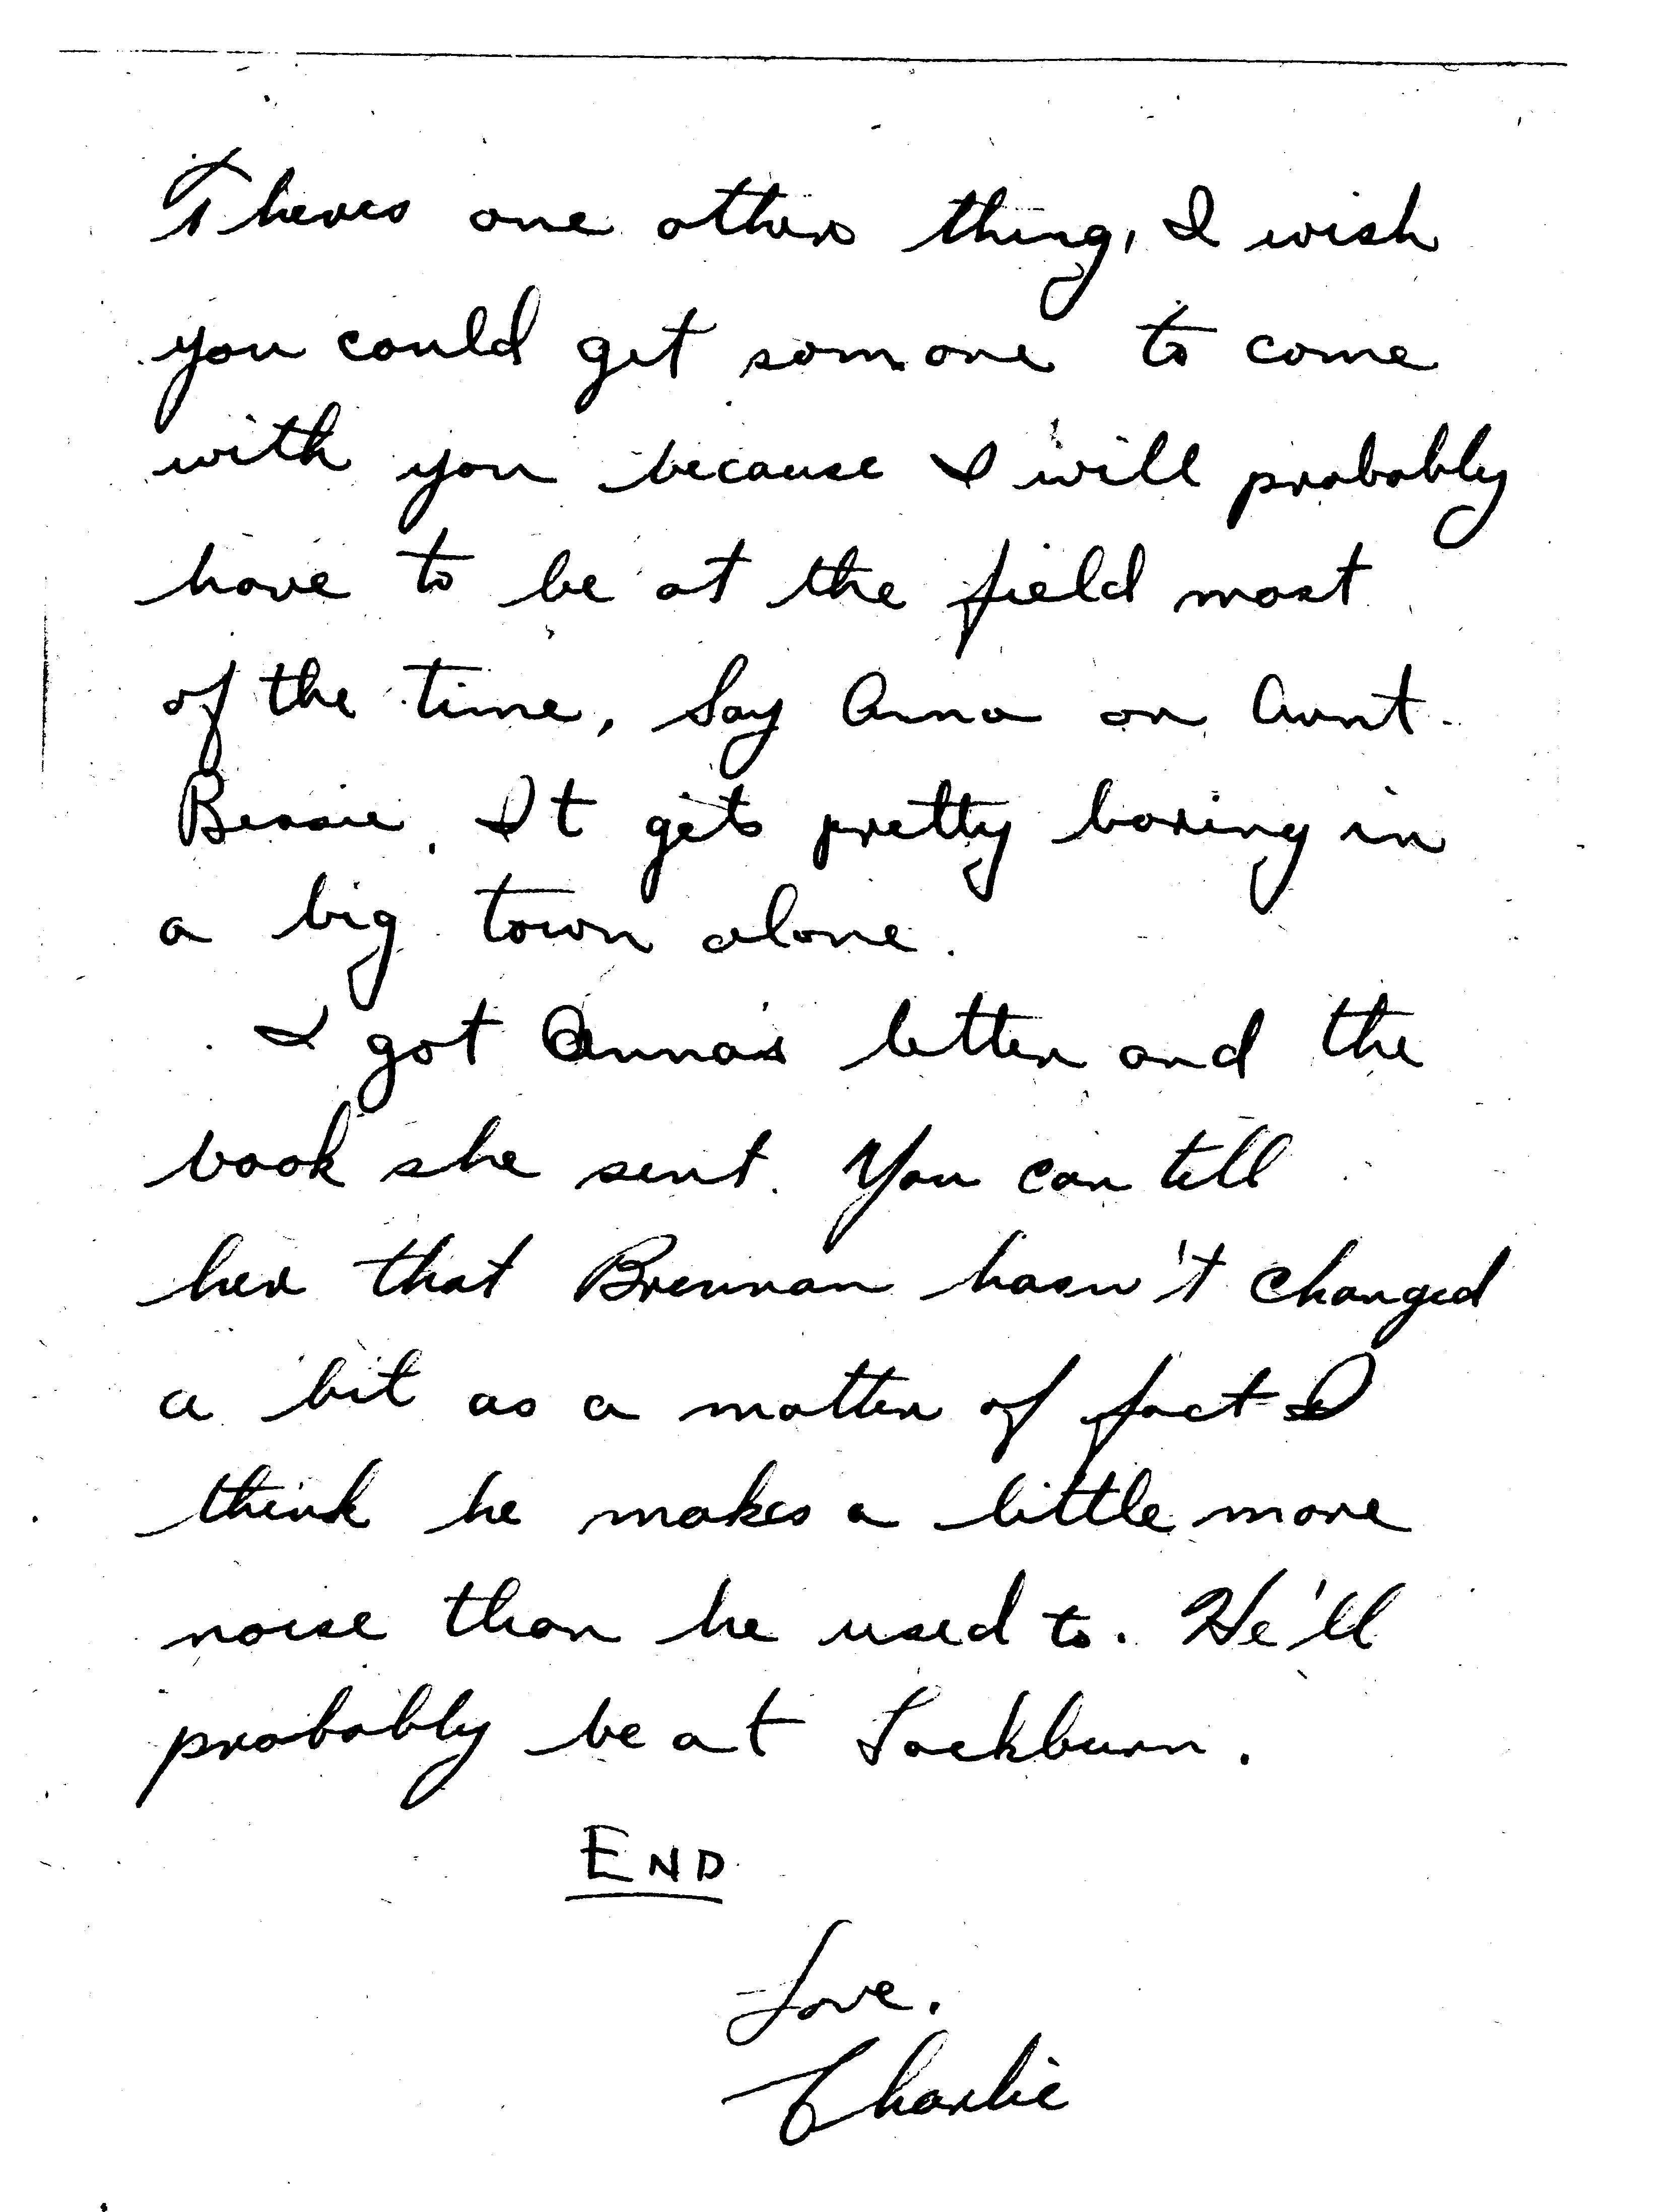 Theres one other thing, I wish
you could get somone to come
with you because I will probably
have to be at the field most
of the time, Say Anna or Aunt
Bessie. It gets pretty boring in
a big town alone.
I got Anna's letter and the
book she sent. You can tell
her that Brennan hasn't changed
a bit as a matter of fact I
think he makes a little more
noise than he used to. He'll
probably be at Lockburn.
END
Love,
Charlie